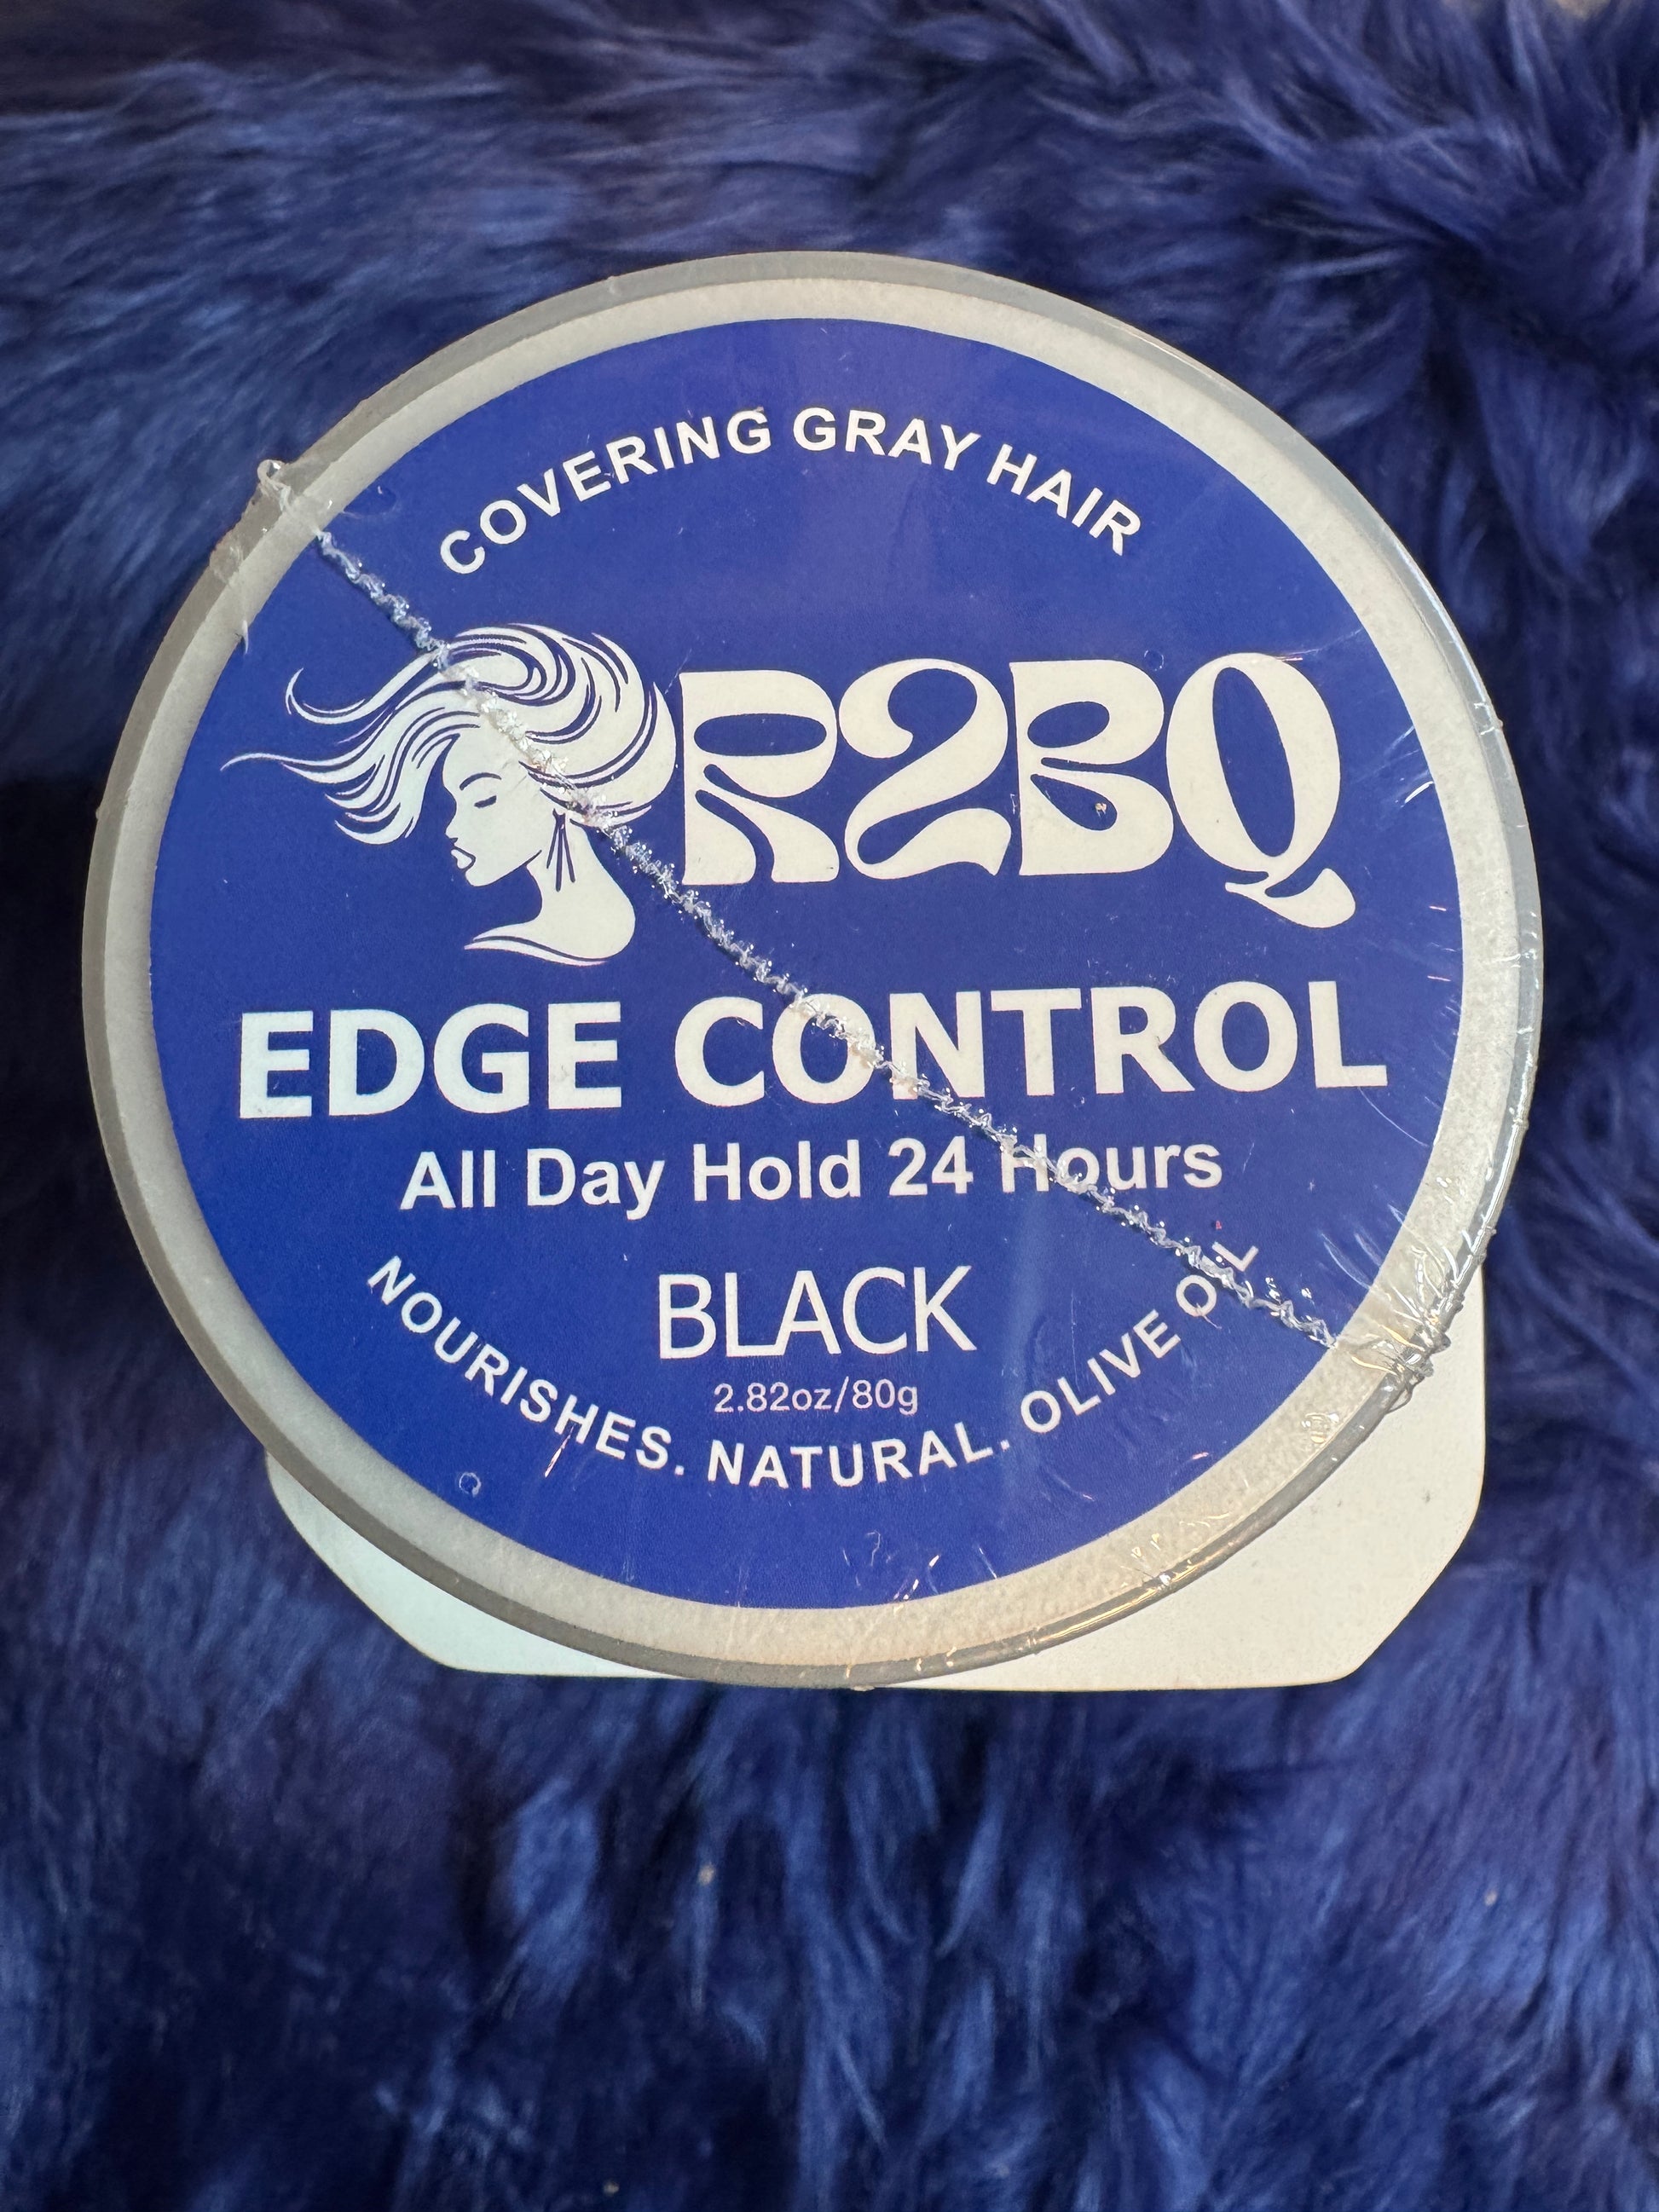 COVERING GRAY HAIR
R2BQ
EDGE CONTROL
All Day Hold 24 Hours
BLACK
2.82oz/80g
NOURISHES. NATURAL. OLIVE OIL